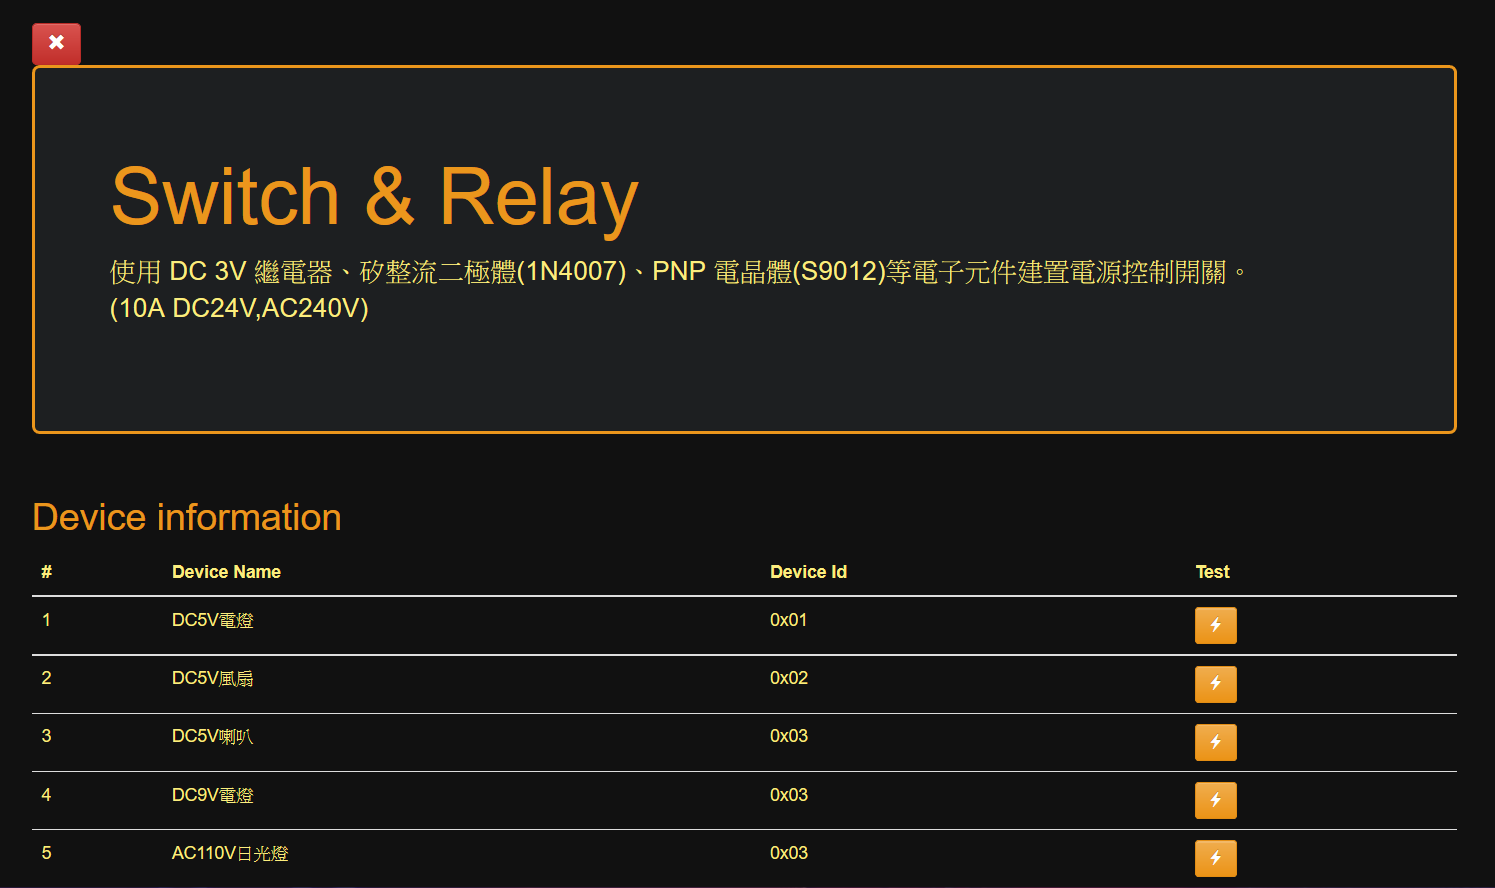 Switch & Relay
使用 DC 3V 繼電器、矽整流二極體(1N4007)、PNP 電晶體(S9012)等電子元件建置電源控制開關。
(10A DC24V,AC240V)
Device information
# Device Name Device Id Test
1 DC5V電燈 0x01
2 DC5V風扇 0x02
3 DC5V喇叭 0x03
4 DC9V電燈 0x03
5 AC110V日光燈 0x03